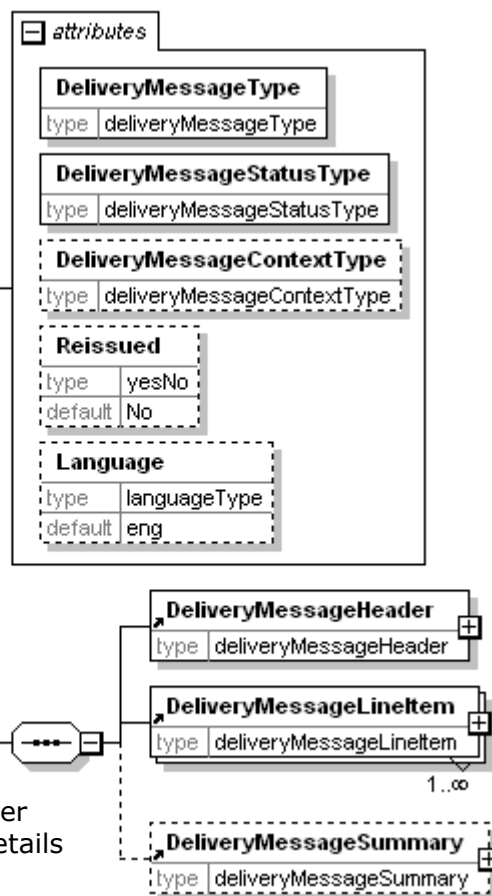 attributes
DeliveryMessageType
type deliveryMessageType
DeliveryMessageStatusType
type deliveryMessageStatusType
DeliveryMessageContextType
type deliveryMessageContextType
Reissued
type yesNo
default No
Language
type languageType
default eng
DeliveryMessageHeader
type deliveryMessageHeader
DeliveryMessageLineItem
type deliveryMessageLineItem
1..∞
er
etails
DeliveryMessageSummary
type deliveryMessageSummary